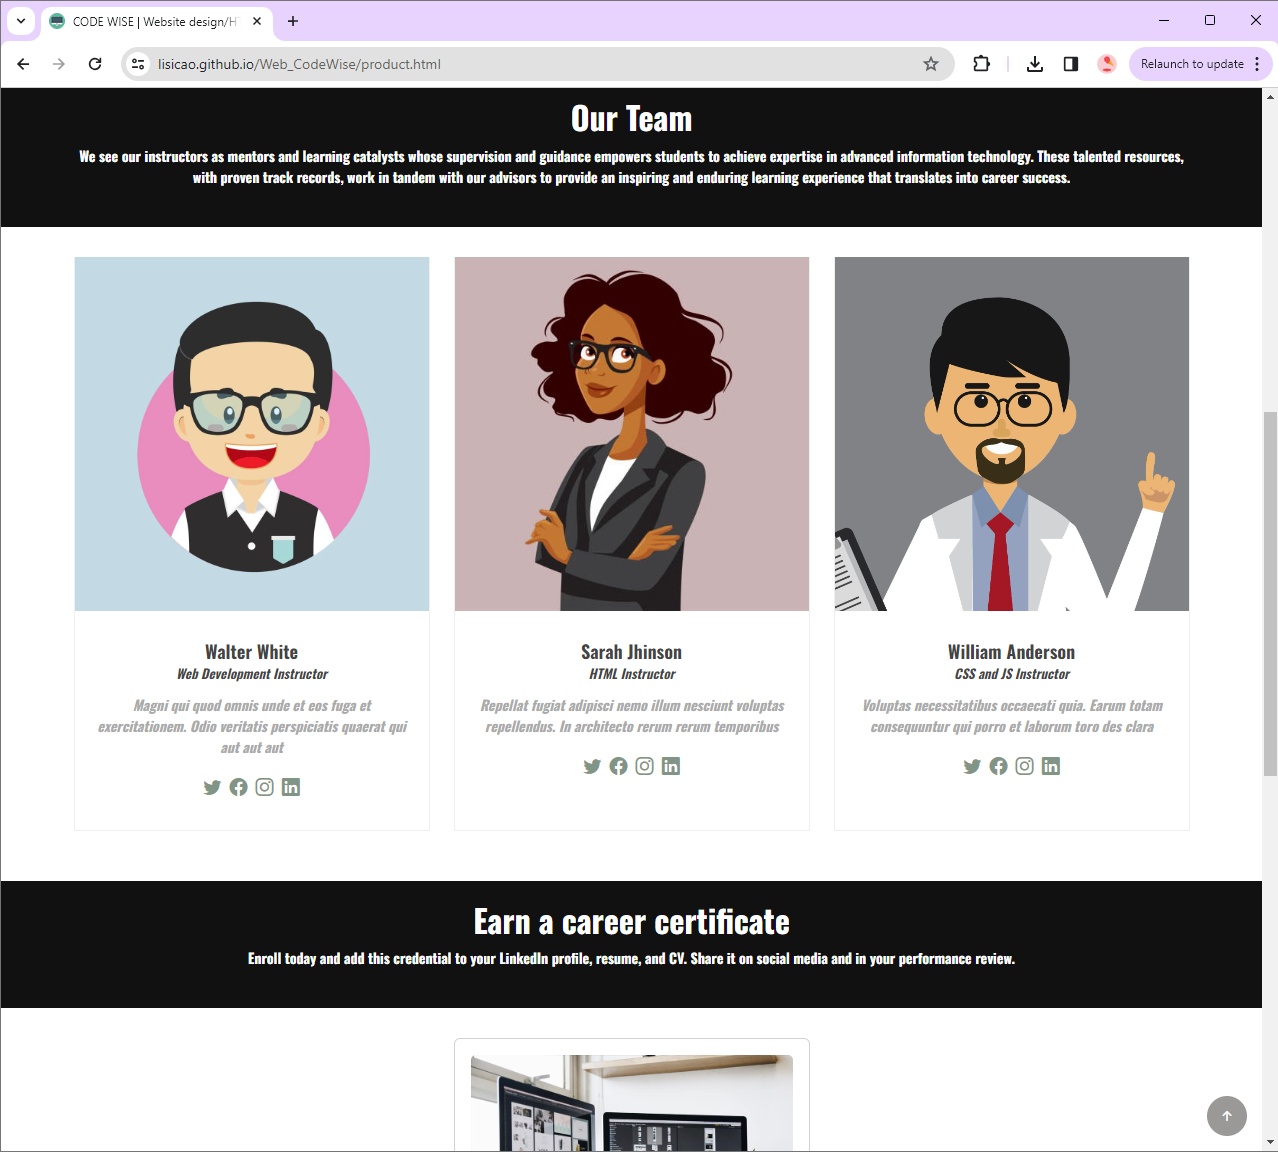 CODE WISE | Website design/H
lisicao.github.io/Web_CodeWise/product.html
Relaunch to update
Our Team
We see our instructors as mentors and learning catalysts whose supervision and guidance empowers students to achieve expertise in advanced information technology. These talented resources,
with proven track records, work in tandem with our advisors to provide an inspiring and enduring learning experience that translates into career success.
Walter White
Web Development Instructor
Magni qui quod omnis unde et eos fuga et
exercitationem. Odio veritatis perspiciatis quaerat qui
aut aut aut
Sarah Jhinson
HTML Instructor
Repellat fugiat adipisci nemo illum nesciunt voluptas
repellendus. In architecto rerum rerum temporibus
William Anderson
CSS and JS Instructor
Voluptas necessitatibus occaecati quia. Earum totam
consequuntur qui porro et laborum toro des clara
Earn a career certificate
Enroll today and add this credential to your LinkedIn profile, resume, and CV. Share it on social media and in your performance review.